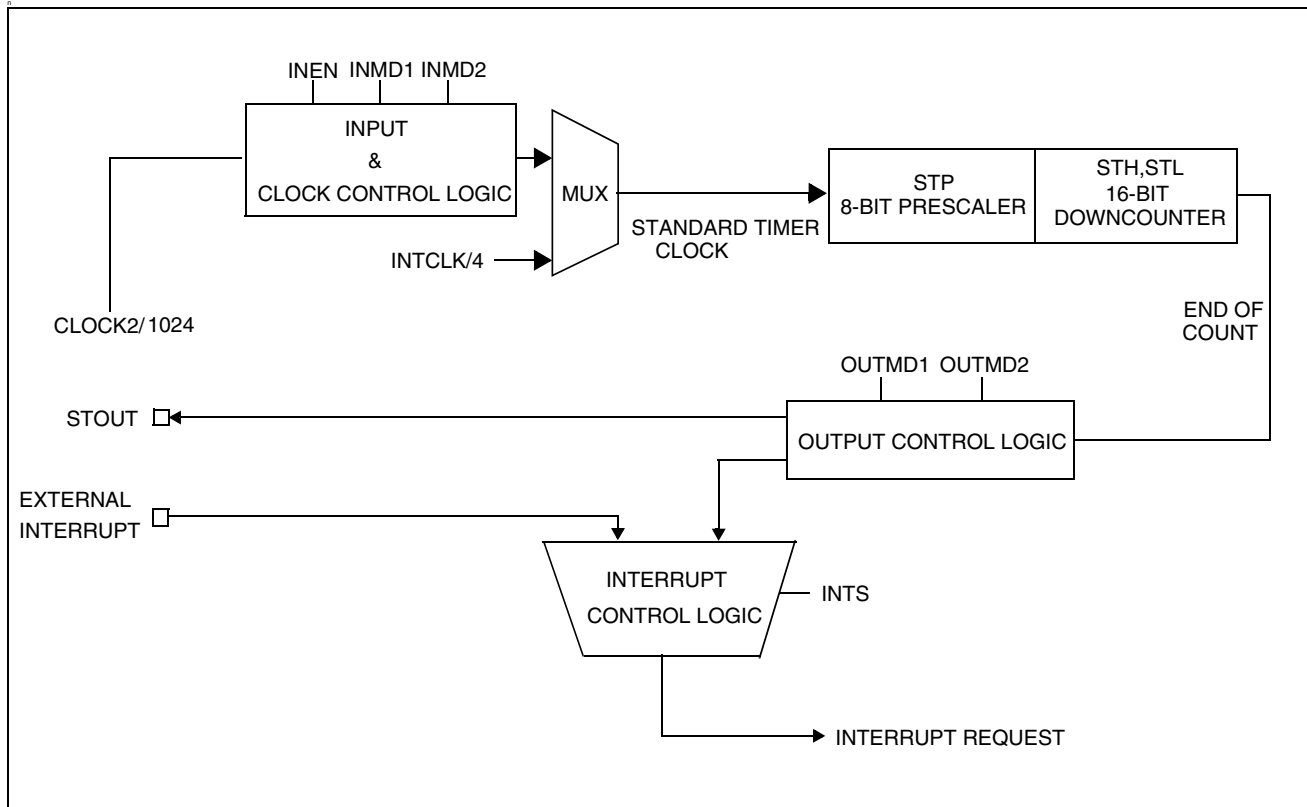 n
INEN INMD1 INMD2
INPUT
&
CLOCK CONTROL LOGIC
MUX
INTCLK/4
CLOCK2/1024
STANDARD TIMER
CLOCK
STP
8-BIT PRESCALER
STH,STL
16-BIT
DOWNCOUNTER
END OF
COUNT
OUTMD1 OUTMD2
OUTPUT CONTROL LOGIC
STOUT
EXTERNAL
INTERRUPT
INTERRUPT
CONTROL LOGIC
INTS
INTERRUPT REQUEST